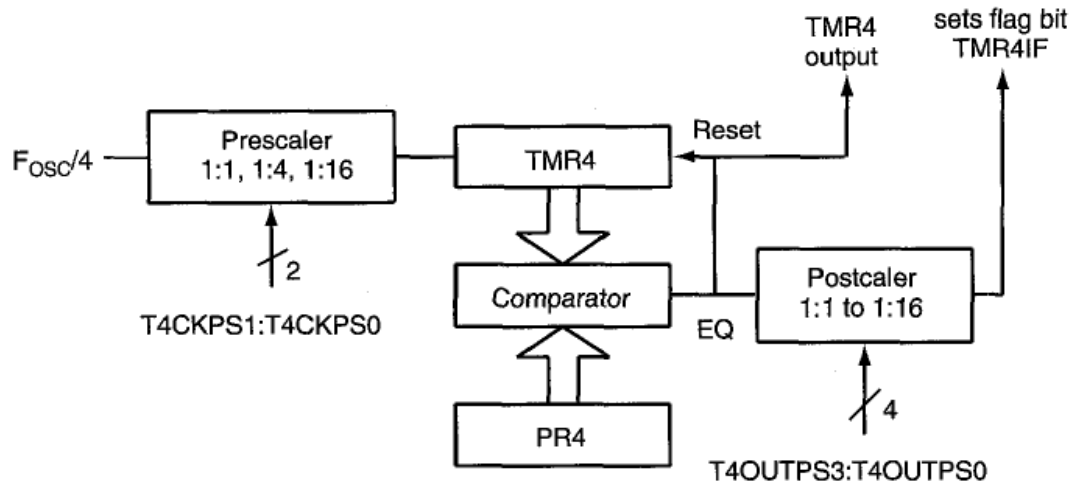 TMR4
output
sets flag bit
TMR4IF
Prescaler
1:1, 1:4, 1:16
F_OSC/4
TMR4
Reset
2
T4CKPS1:T4CKPS0
Comparator
EQ
Postcaler
1:1 to 1:16
4
PR4
T4OUTPS3:T4OUTPS0